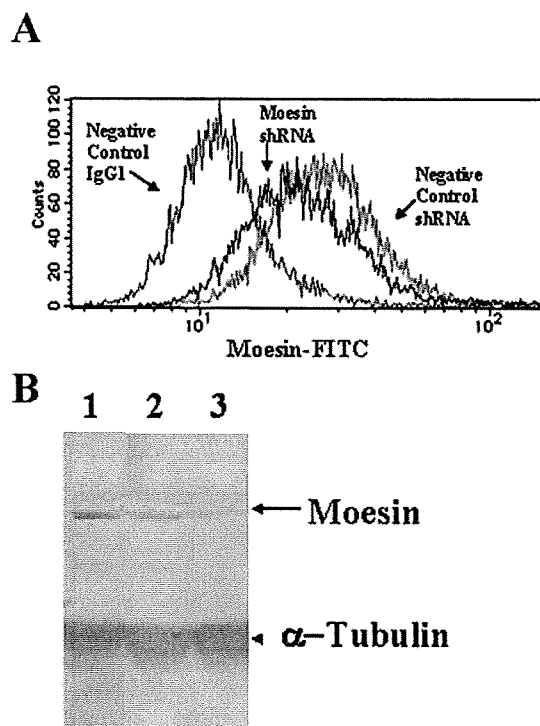 A
120
100
80
60
40
20
0
Counts
Negative
Control
IgG1
Moesin
shRNA
Negative
Control
shRNA
10¹
10²
Moesin-FITC
B
1 2 3
Moesin
α-Tubulin